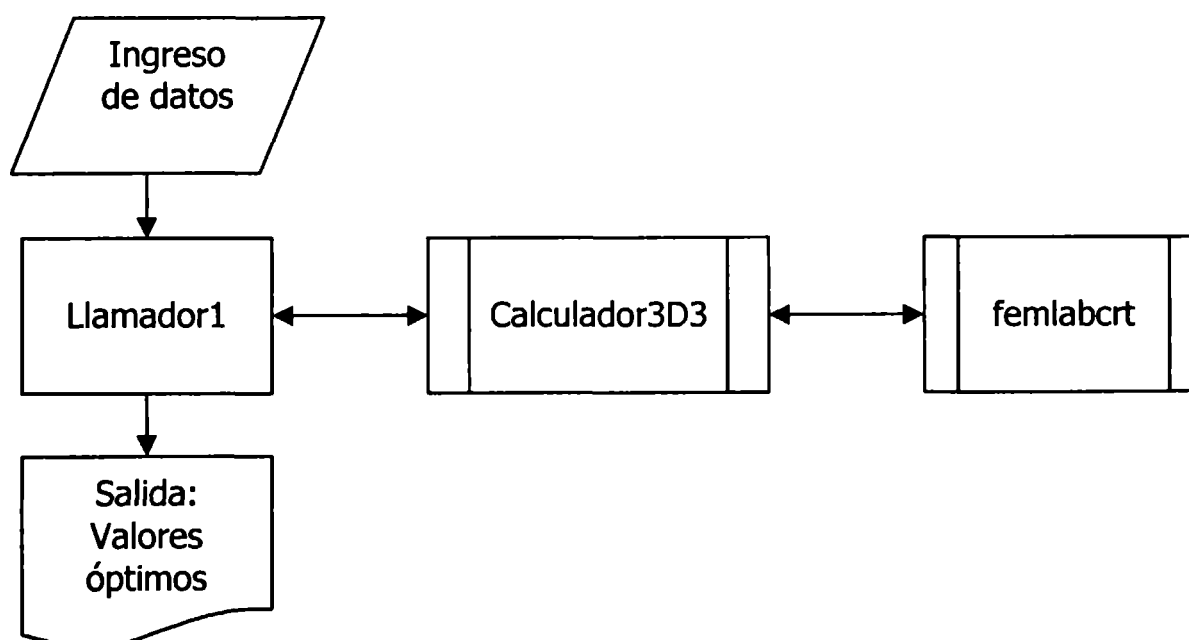 Ingreso
de datos
Llamador1
Calculador3D3
femlabcrt
Salida:
Valores
óptimos